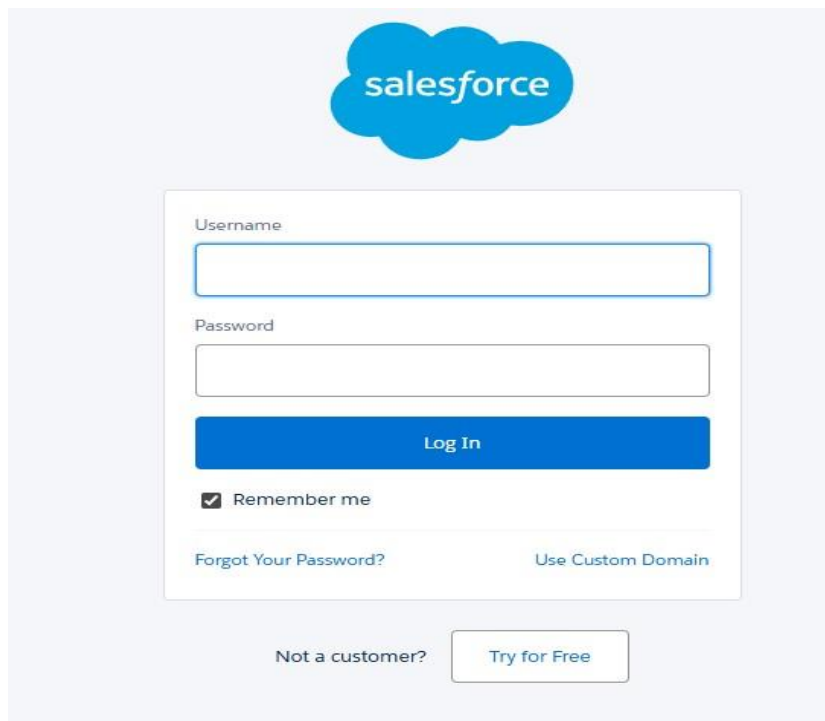 salesforce
Username
Password
Log In
Remember me
Forgot Your Password? Use Custom Domain
Not a customer? Try for Free